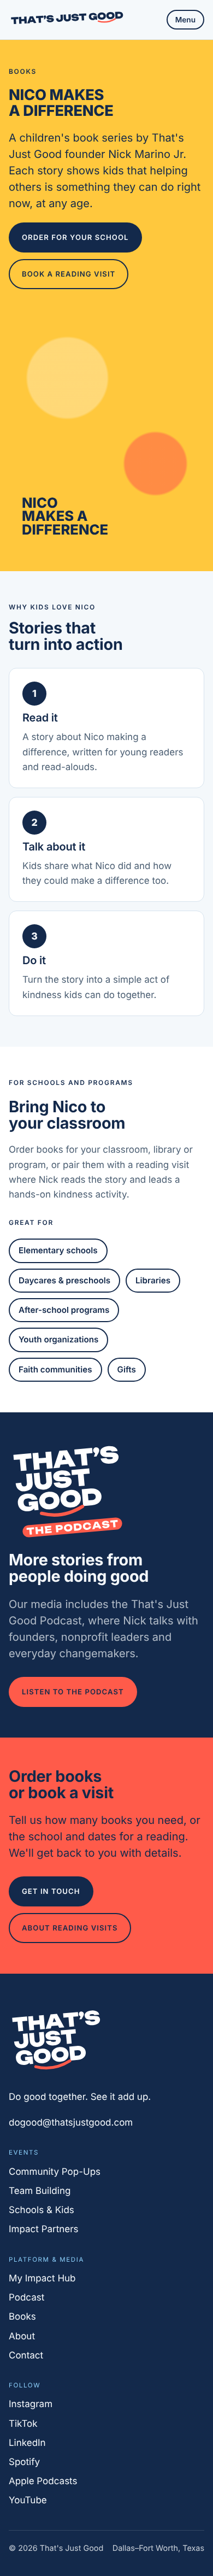 THAT'S JUST GOOD
Menu
BOOKS
NICO MAKES
A DIFFERENCE
A children's book series by That's
Just Good founder Nick Marino Jr.
Each story shows kids that helping
others is something they can do right
now, at any age.
ORDER FOR YOUR SCHOOL
BOOK A READING VISIT
NICO
MAKES A
DIFFERENCE
WHY KIDS LOVE NICO
Stories that
turn into action
1
Read it
A story about Nico making a
difference, written for young readers
and read-alouds.
2
Talk about it
Kids share what Nico did and how
they could make a difference too.
3
Do it
Turn the story into a simple act of
kindness kids can do together.
FOR SCHOOLS AND PROGRAMS
Bring Nico to
your classroom
Order books for your classroom, library or
program, or pair them with a reading visit
where Nick reads the story and leads a
hands-on kindness activity.
GREAT FOR
Elementary schools
Daycares & preschools
Libraries
After-school programs
Youth organizations
Faith communities
Gifts
THAT'S
JUST
GOOD
THE PODCAST
More stories from
people doing good
Our media includes the That's Just
Good Podcast, where Nick talks with
founders, nonprofit leaders and
everyday changemakers.
LISTEN TO THE PODCAST
Order books
or book a visit
Tell us how many books you need, or
the school and dates for a reading.
We'll get back to you with details.
GET IN TOUCH
ABOUT READING VISITS
THAT'S
JUST
GOOD
Do good together. See it add up.
dogood@thatsjustgood.com
EVENTS
Community Pop-Ups
Team Building
Schools & Kids
Impact Partners
PLATFORM & MEDIA
My Impact Hub
Podcast
Books
About
Contact
FOLLOW
Instagram
TikTok
LinkedIn
Spotify
Apple Podcasts
YouTube
© 2026 That's Just Good
Dallas–Fort Worth, Texas